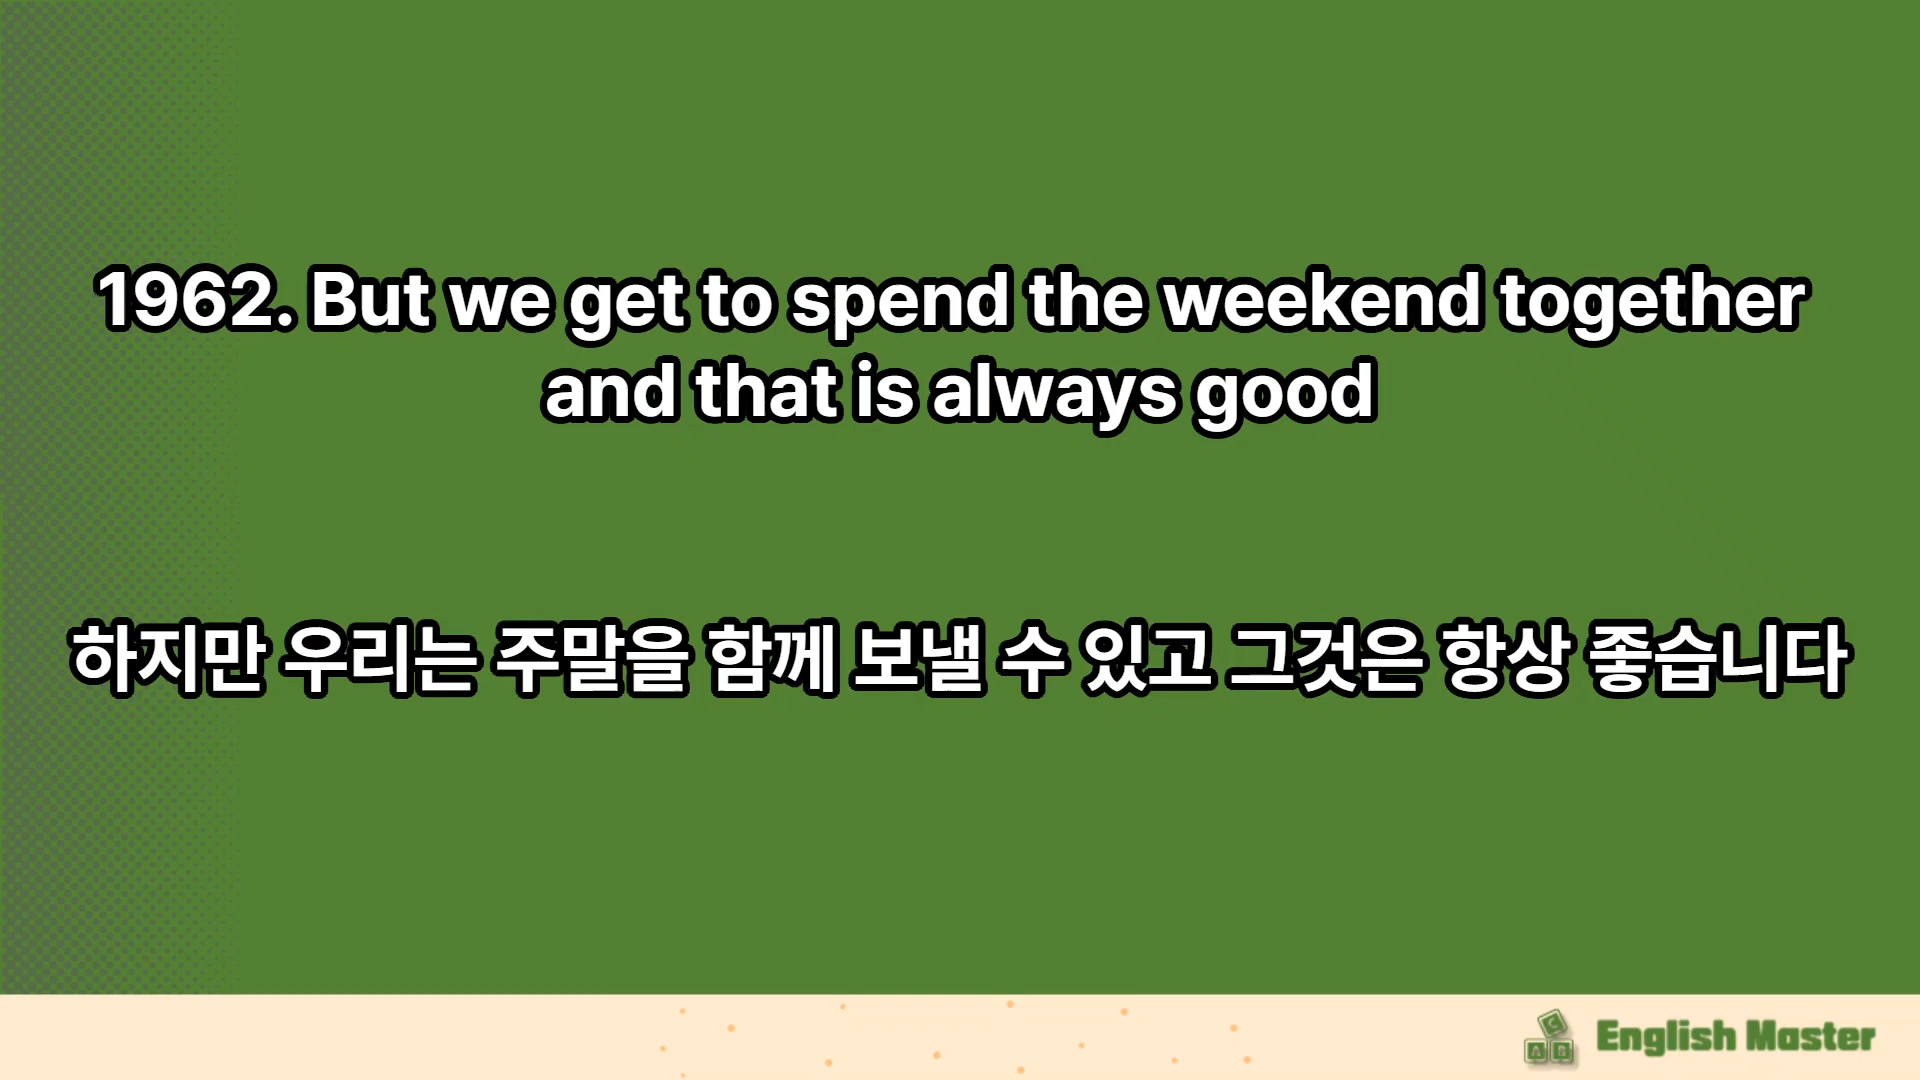 1962. But we get to spend the weekend together
and that is always good
하지만 우리는 주말을 함께 보낼 수 있고 그것은 항상 좋습니다
C
A B
English Master